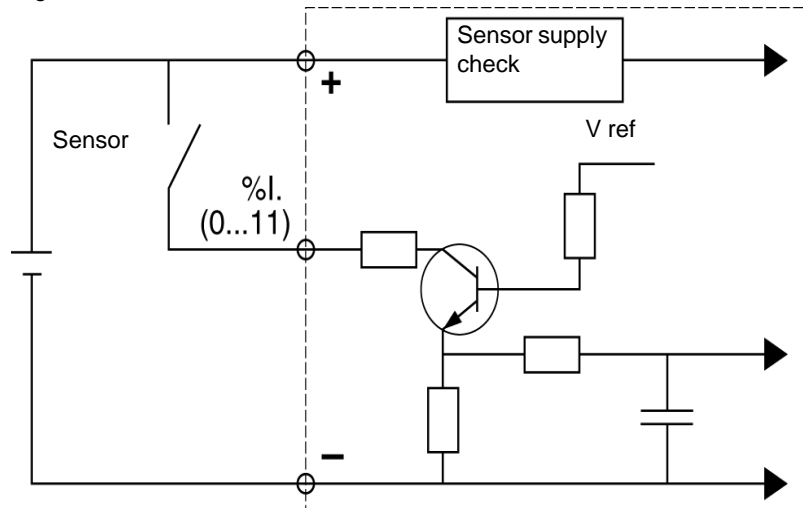 Sensor supply
check
+
V ref
Sensor
%I.
(0...11)
−